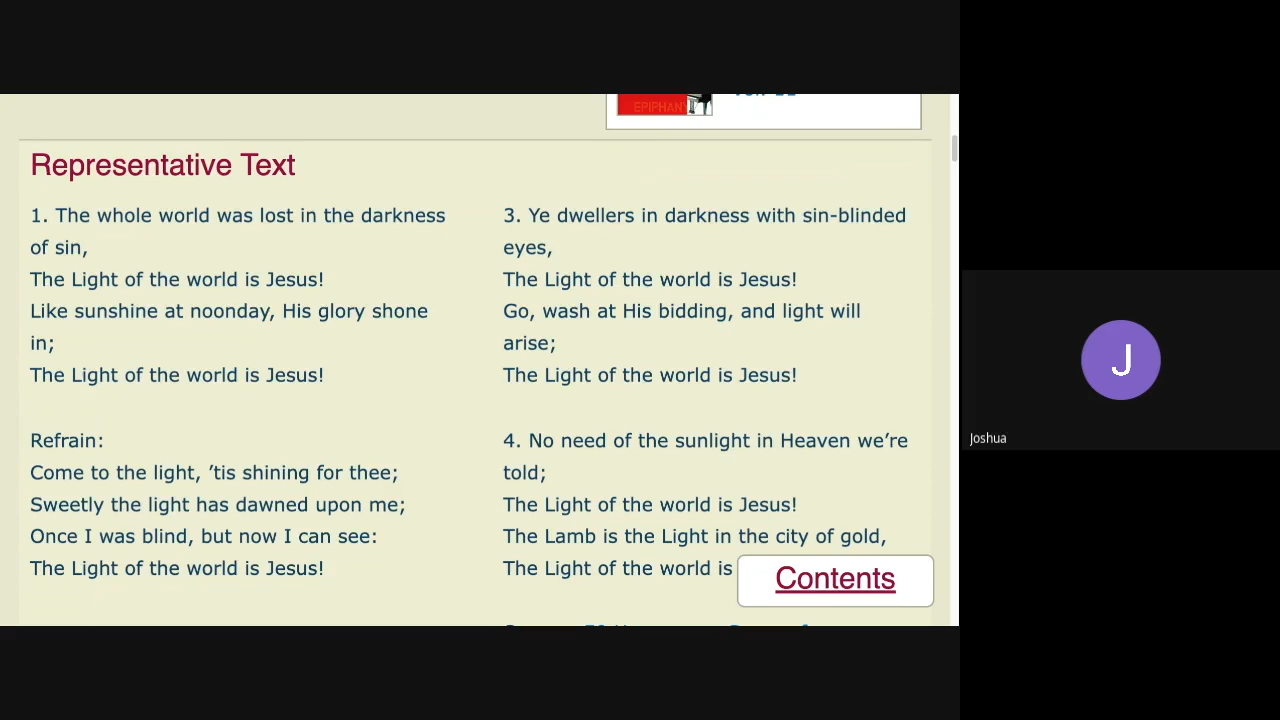 EPIPHANY
Representative Text
1. The whole world was lost in the darkness
of sin,
The Light of the world is Jesus!
Like sunshine at noonday, His glory shone
in;
The Light of the world is Jesus!
Refrain:
Come to the light, ’tis shining for thee;
Sweetly the light has dawned upon me;
Once I was blind, but now I can see:
The Light of the world is Jesus!
3. Ye dwellers in darkness with sin-blinded
eyes,
The Light of the world is Jesus!
Go, wash at His bidding, and light will
arise;
The Light of the world is Jesus!
4. No need of the sunlight in Heaven we’re
told;
The Light of the world is Jesus!
The Lamb is the Light in the city of gold,
The Light of the world is
Contents
J
Joshua